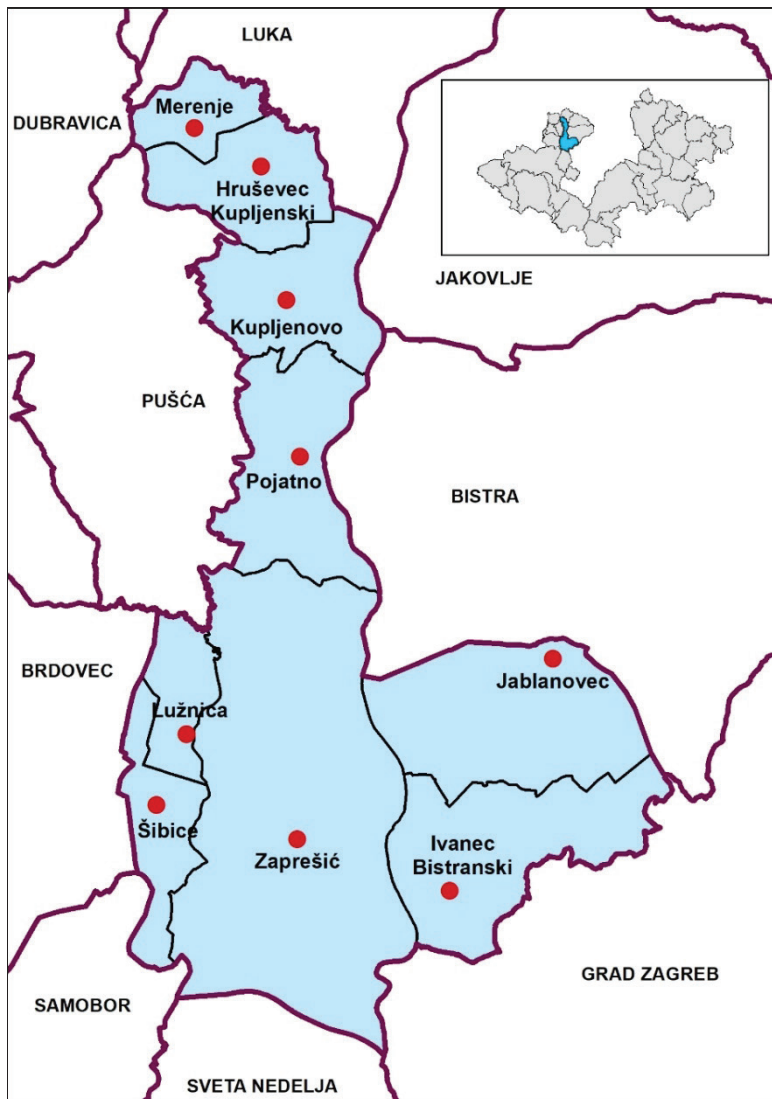 LUKA
Merenje
DUBRAVICA
Hruševec
Kupljenski
JAKOVLJE
Kupljenovo
PUŠĆA
Pojatno
BISTRA
BRDOVEC
Jablanovec
Lužnica
Šibice
Ivanec
Bistranski
Zaprešić
GRAD ZAGREB
SAMOBOR
SVETA NEDELJA